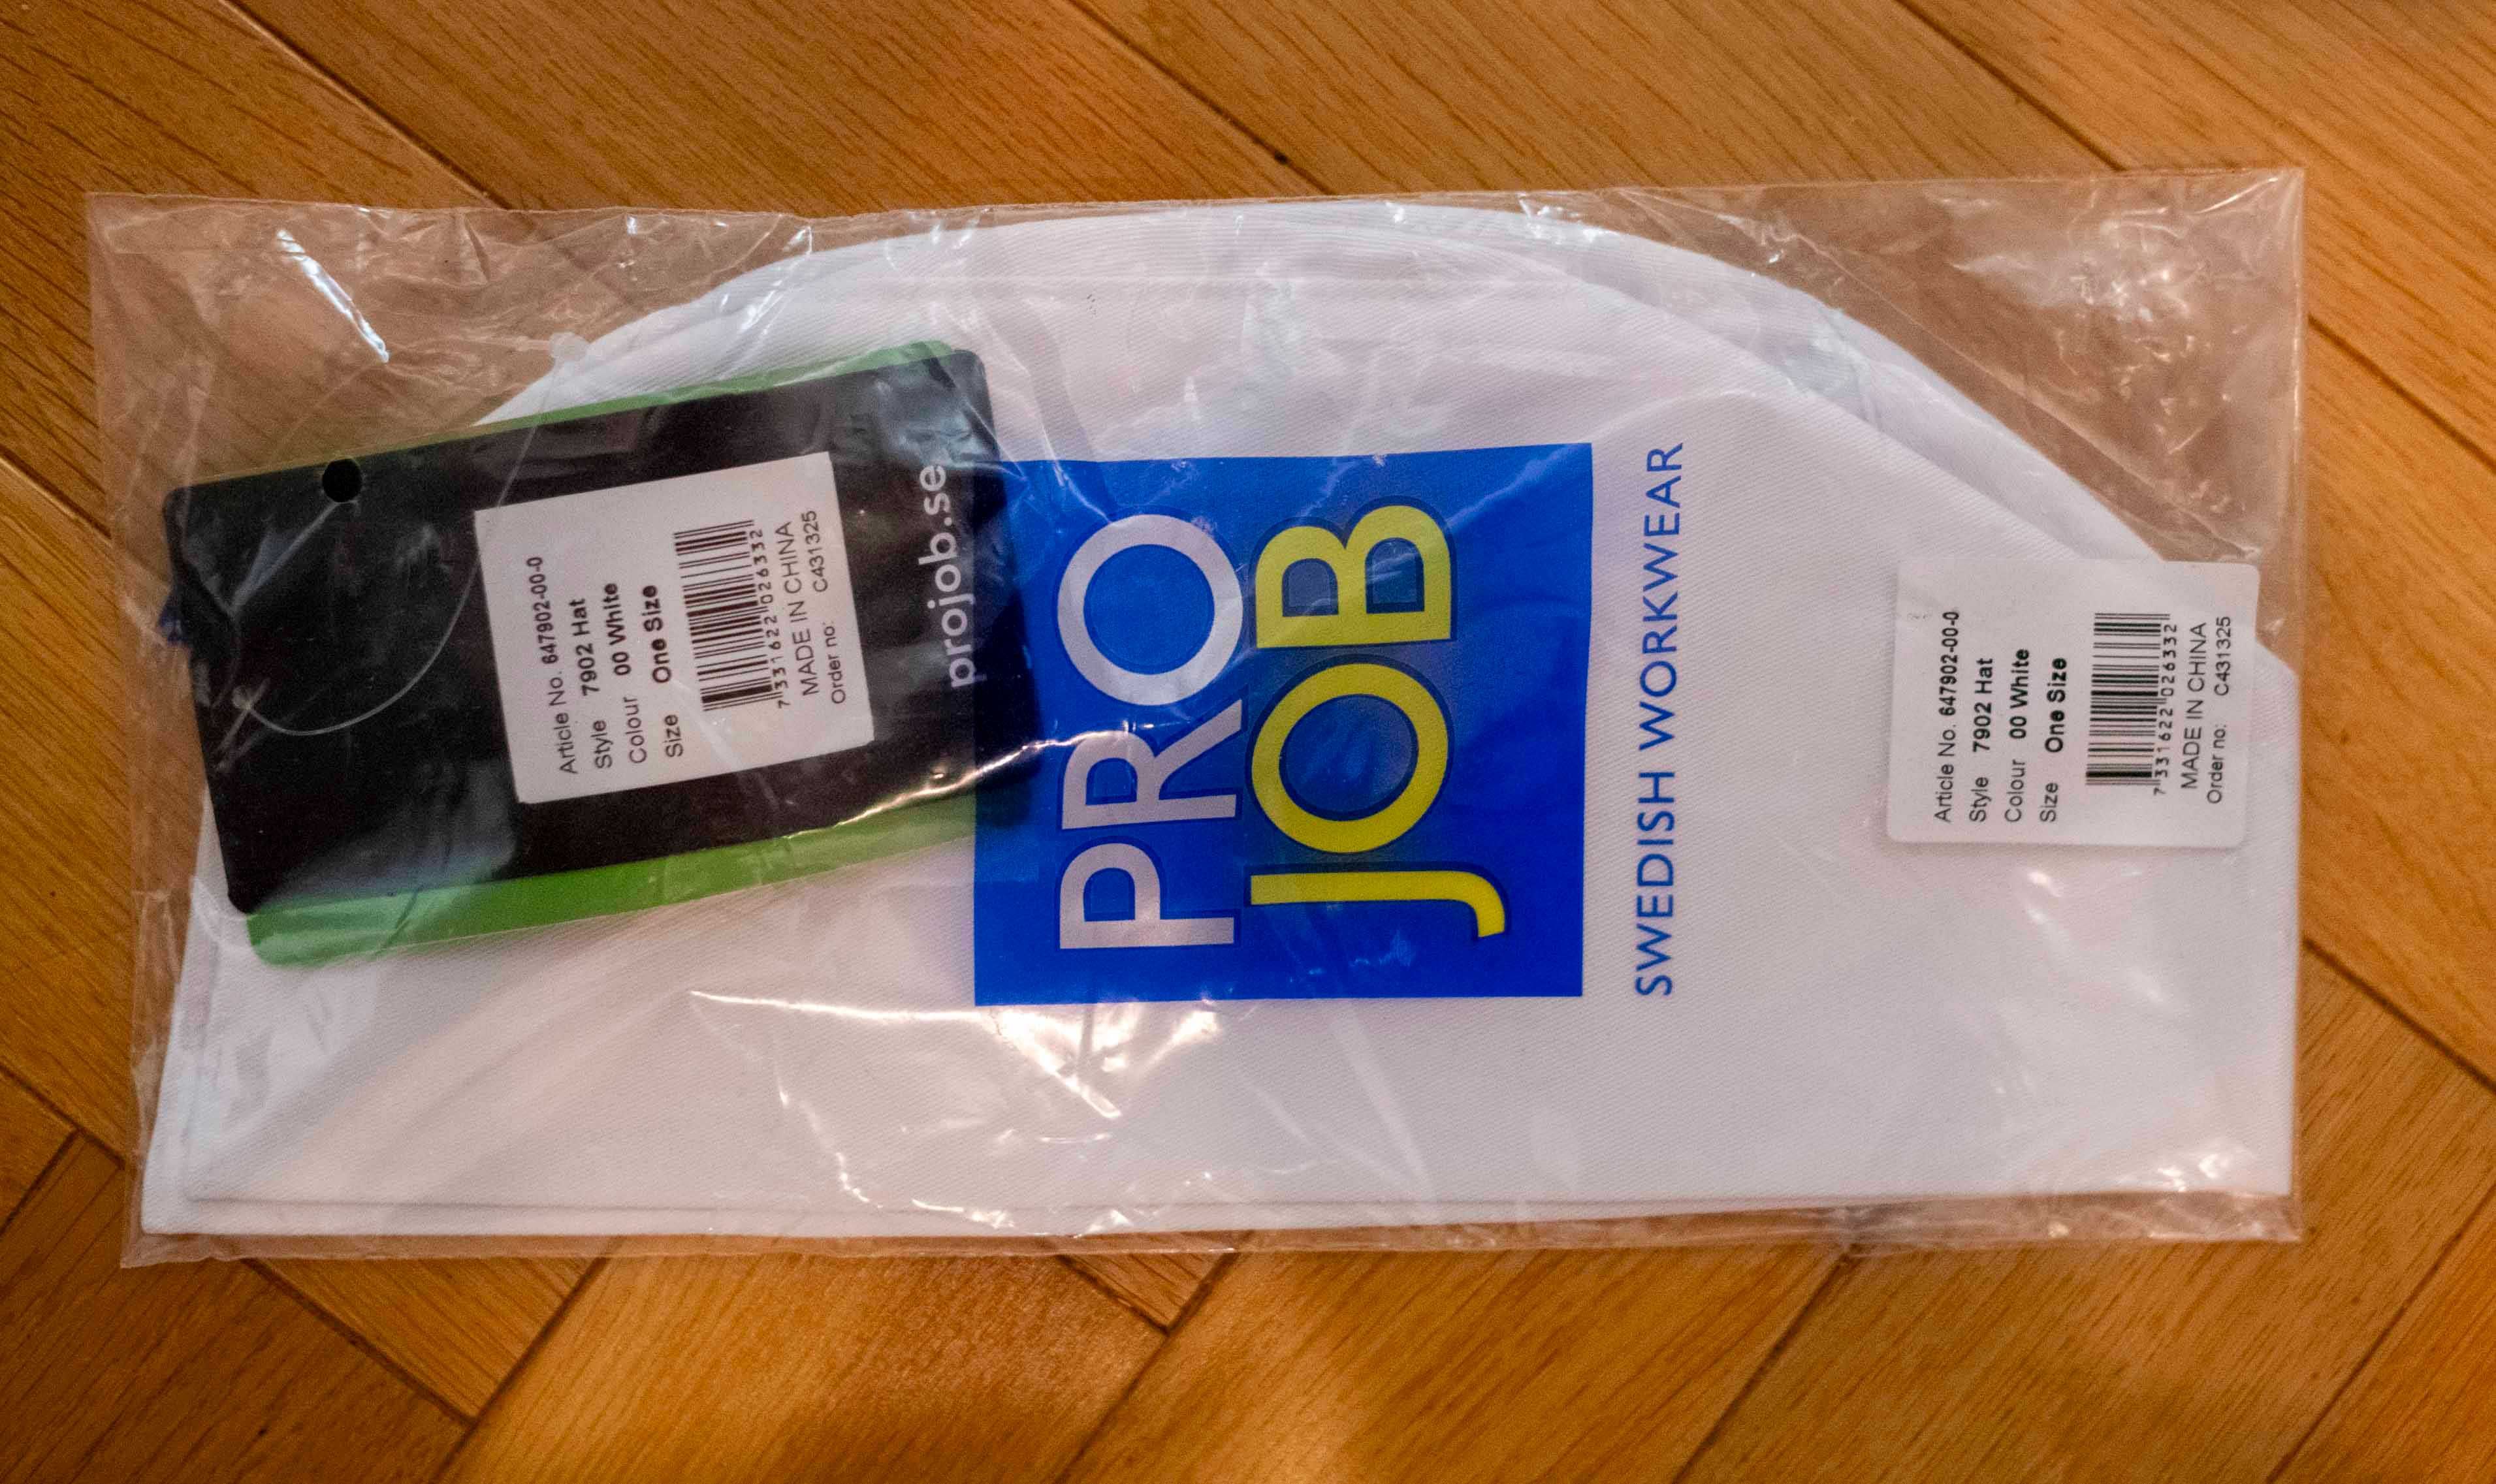 Article No. 647902-00-0
Style 7902 Hat
Colour 00 White
Size One Size
7 331622 026332
MADE IN CHINA
Order no: C431325
projob.se
PRO
JOB
SWEDISH WORKWEAR
Article No. 647902-00-0
Style 7902 Hat
Colour 00 White
Size One Size
7 331622 026332
MADE IN CHINA
Order no: C431325